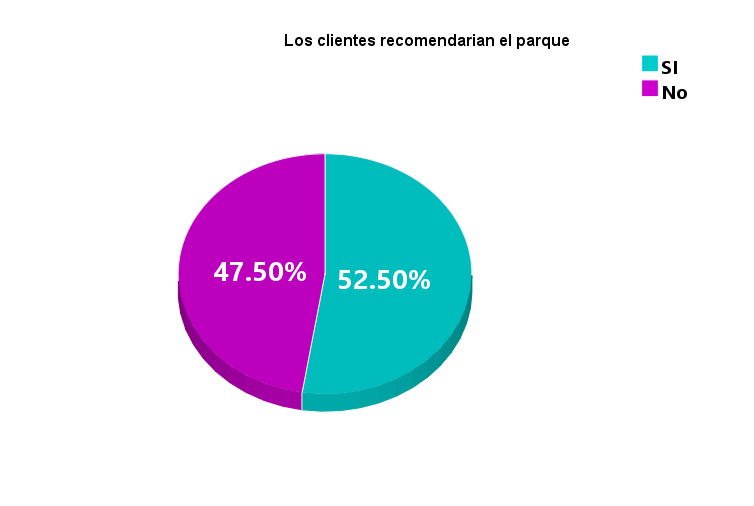 Los clientes recomendarian el parque
SI
No
47.50%
52.50%